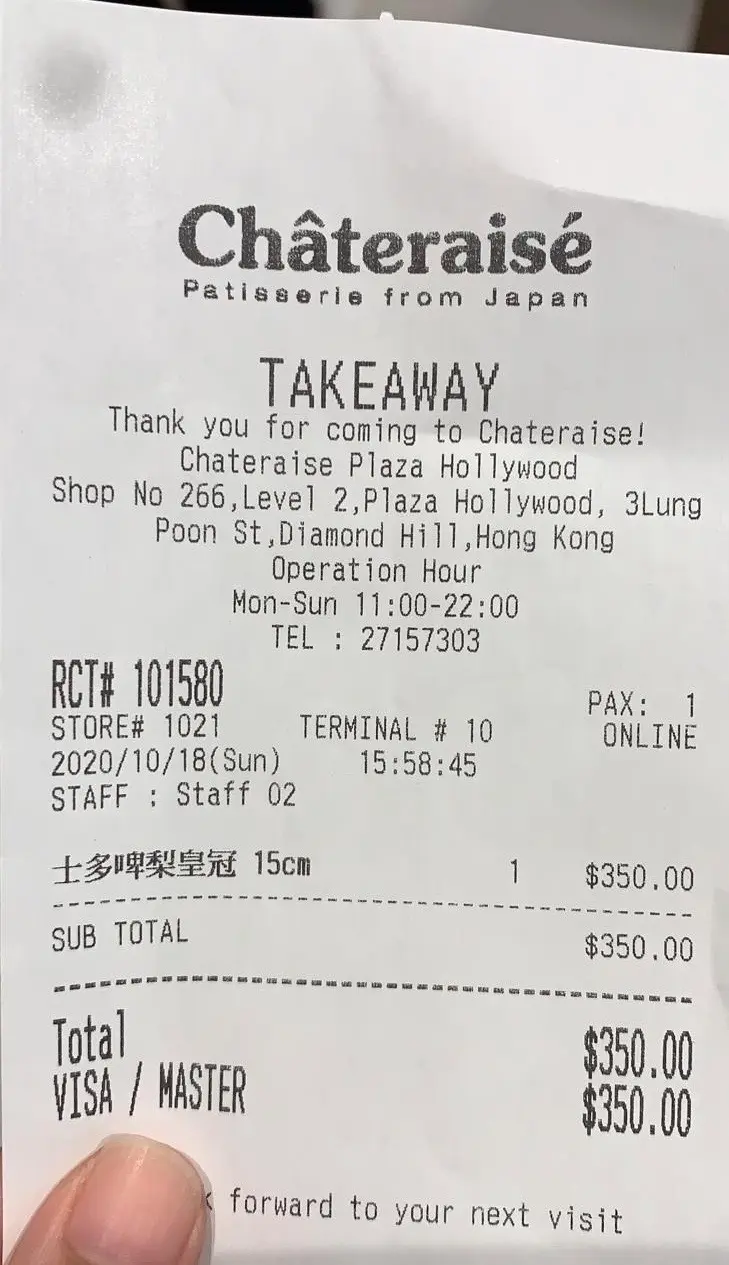 Châteraisé
Patisserie from Japan
TAKEAWAY
Thank you for coming to Chateraise!
Chateraise Plaza Hollywood
Shop No 266,Level 2,Plaza Hollywood, 3Lung
Poon St,Diamond Hill,Hong Kong
Operation Hour
Mon-Sun 11:00-22:00
TEL : 27157303
RCT# 101580 PAX: 1
STORE# 1021 TERMINAL # 10 ONLINE
2020/10/18(Sun) 15:58:45
STAFF : Staff 02
士多啤梨皇冠 15cm 1 $350.00
SUB TOTAL $350.00
Total $350.00
VISA / MASTER $350.00
forward to your next visit